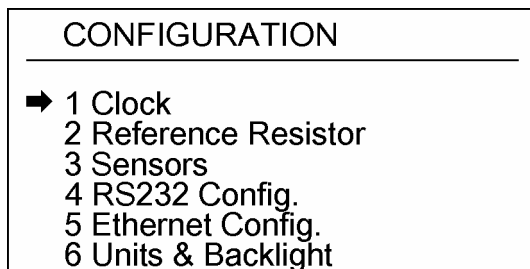 CONFIGURATION
1 Clock
2 Reference Resistor
3 Sensors
4 RS232 Config.
5 Ethernet Config.
6 Units & Backlight